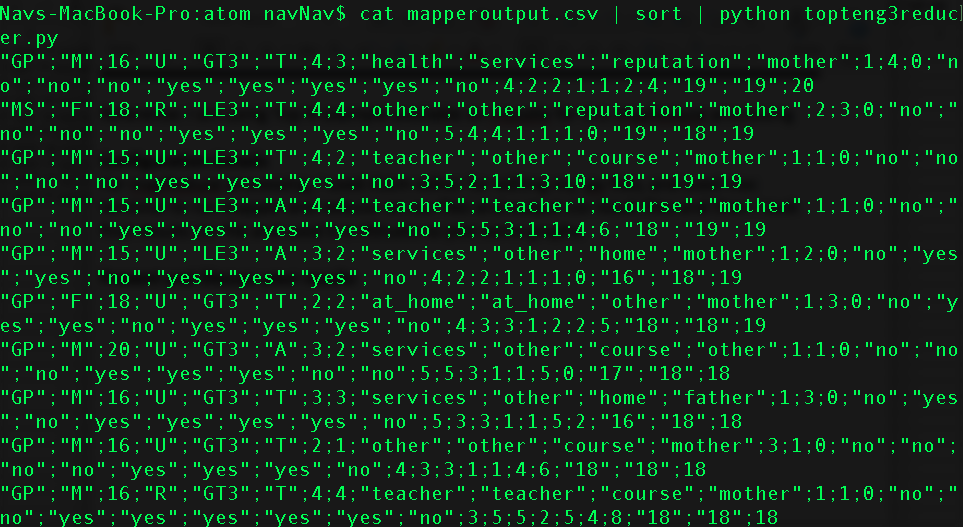 Navs-MacBook-Pro:atom navNav$ cat mapperoutput.csv | sort | python topteng3reduc
er.py
"GP";"M";16;"U";"GT3";"T";4;3;"health";"services";"reputation";"mother";1;4;0;"n
o";"no";"no";"yes";"yes";"yes";"yes";"no";4;2;2;1;1;2;4;"19";"19";20
"MS";"F";18;"R";"LE3";"T";4;4;"other";"other";"reputation";"mother";2;3;0;"no";"
no";"no";"no";"yes";"yes";"yes";"no";5;4;4;1;1;1;0;"19";"18";19
"GP";"M";15;"U";"LE3";"T";4;2;"teacher";"other";"course";"mother";1;1;0;"no";"no
";"no";"no";"yes";"yes";"yes";"no";3;5;2;1;1;3;10;"18";"19";19
"GP";"M";15;"U";"LE3";"A";4;4;"teacher";"teacher";"course";"mother";1;1;0;"no";"
no";"no";"yes";"yes";"yes";"yes";"no";5;5;3;1;1;4;6;"18";"19";19
"GP";"M";15;"U";"LE3";"A";3;2;"services";"other";"home";"mother";1;2;0;"no";"yes
";"yes";"no";"yes";"yes";"yes";"no";4;2;2;1;1;1;0;"16";"18";19
"GP";"F";18;"U";"GT3";"T";2;2;"at_home";"at_home";"other";"mother";1;3;0;"no";"y
es";"yes";"no";"yes";"yes";"yes";"no";4;3;3;1;2;2;5;"18";"18";19
"GP";"M";20;"U";"GT3";"A";3;2;"services";"other";"course";"other";1;1;0;"no";"no
";"no";"yes";"yes";"yes";"no";"no";5;5;3;1;1;5;0;"17";"18";18
"GP";"M";16;"U";"GT3";"T";3;3;"services";"other";"home";"father";1;3;0;"no";"yes
";"no";"yes";"yes";"yes";"yes";"no";5;3;3;1;1;5;2;"16";"18";18
"GP";"M";16;"U";"GT3";"T";2;1;"other";"other";"course";"mother";3;1;0;"no";"no";
"no";"no";"yes";"yes";"yes";"no";4;3;3;1;1;4;6;"18";"18";18
"GP";"M";16;"R";"GT3";"T";4;4;"teacher";"teacher";"course";"mother";1;1;0;"no";"
no";"yes";"yes";"yes";"yes";"yes";"no";3;5;5;2;5;4;8;"18";"18";18